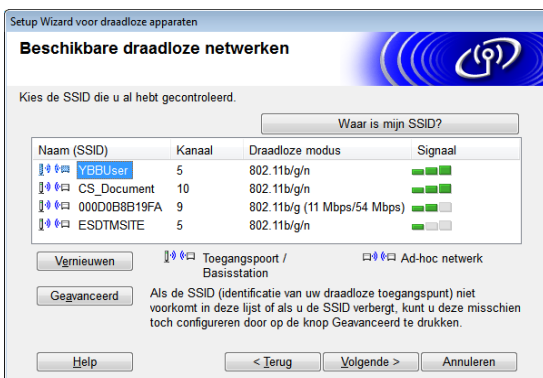 Setup Wizard voor draadloze apparaten
Beschikbare draadloze netwerken
Kies de SSID die u al hebt gecontroleerd.
Waar is mijn SSID?
Naam (SSID) Kanaal Draadloze modus Signaal
YBBUser 5 802.11b/g/n
CS_Document 10 802.11b/g/n
000D0B8B19FA 9 802.11b/g (11 Mbps/54 Mbps)
ESDTMSITE 5 802.11b/g/n
Vernieuwen
Toegangspoort /
Basisstation
Ad-hoc netwerk
Geavanceerd
Als de SSID (identificatie van uw draadloze toegangspunt) niet
voorkomt in deze lijst of als u de SSID verbergt, kunt u deze misschien
toch configureren door op de knop Geavanceerd te drukken.
Help < Terug Volgende > Annuleren